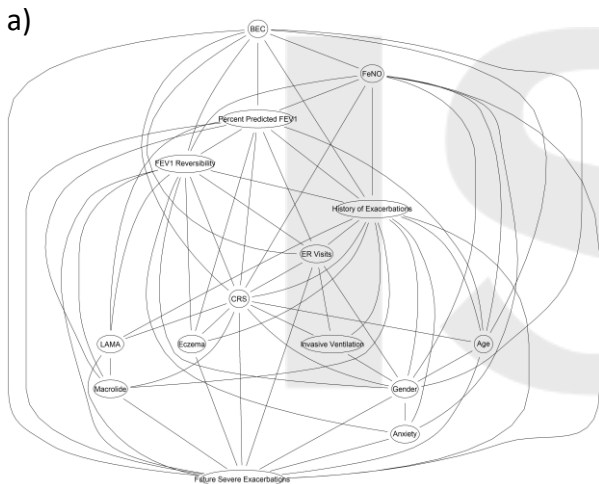 a)
BEC
FeNO
Percent Predicted FEV1
FEV1 Reversibility
History of Exacerbations
ER Visits
CRS
LAMA
Eczema
Invasive Ventilation
Age
Macrolide
Gender
Anxiety
Future Severe Exacerbations